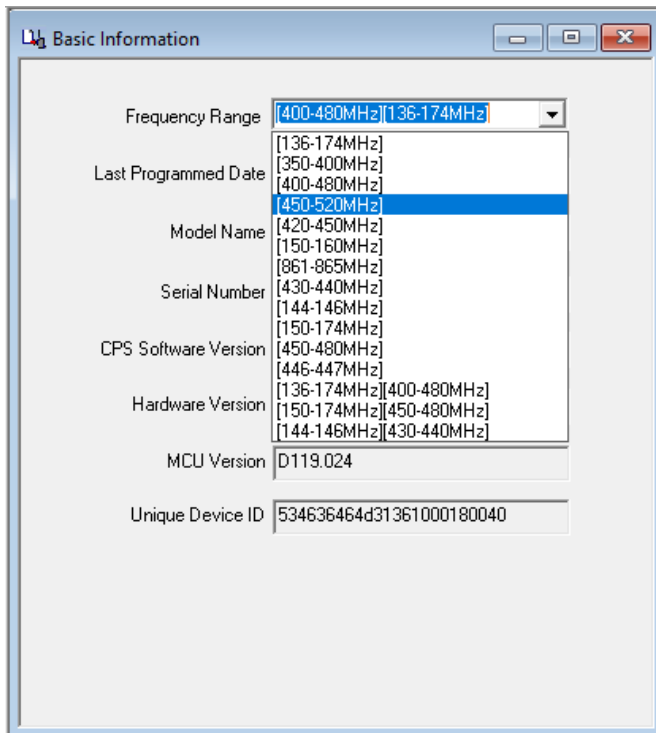 Basic Information
Frequency Range [400-480MHz][136-174MHz]
[136-174MHz]
[350-400MHz]
Last Programmed Date
[400-480MHz]
[450-520MHz]
[420-450MHz]
Model Name
[150-160MHz]
[861-865MHz]
Serial Number
[430-440MHz]
[144-146MHz]
[150-174MHz]
CPS Software Version
[450-480MHz]
[446-447MHz]
[136-174MHz][400-480MHz]
Hardware Version
[150-174MHz][450-480MHz]
[144-146MHz][430-440MHz]
MCU Version D119.024
Unique Device ID 534636464d31361000180040